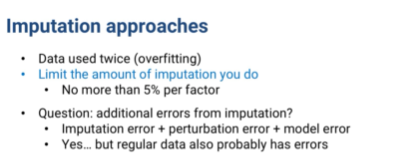 Imputation approaches
• Data used twice (overfitting)
• Limit the amount of imputation you do
• No more than 5% per factor
• Question: additional errors from imputation?
• Imputation error + perturbation error + model error
• Yes... but regular data also probably has errors